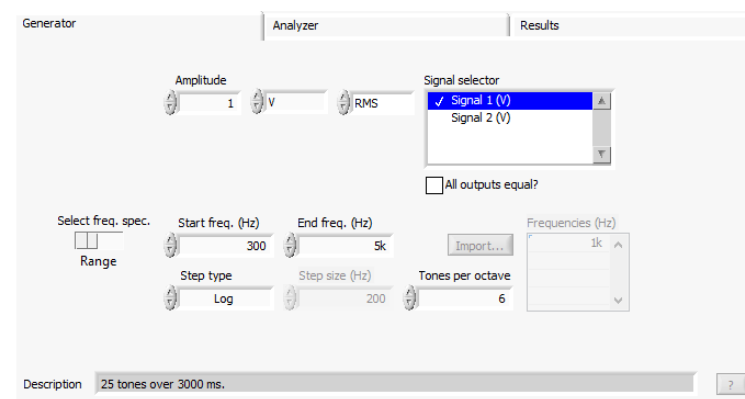 Generator Analyzer Results
Amplitude Signal selector
1 V RMS ✓ Signal 1 (V)
Signal 2 (V)
All outputs equal?
Select freq. spec. Start freq. (Hz) End freq. (Hz) Frequencies (Hz)
300 5k Import... 1k
Range
Step type Step size (Hz) Tones per octave
Log 200 6
Description 25 tones over 3000 ms. ?